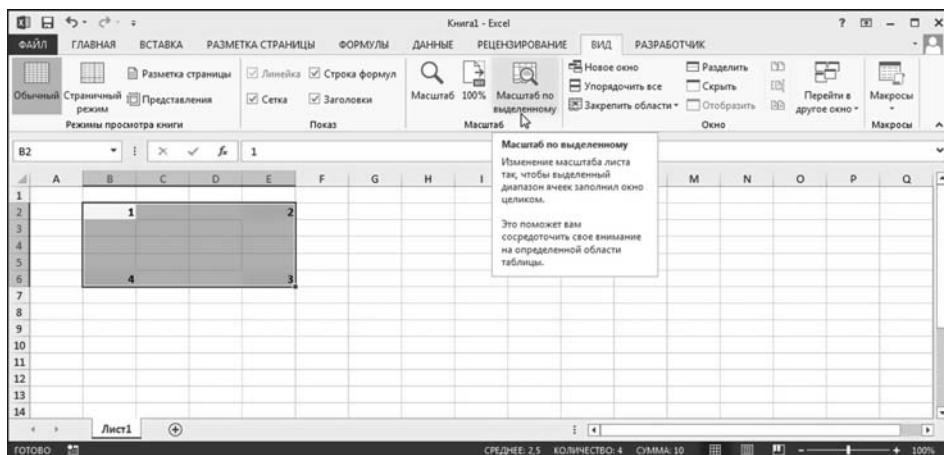 Книга1 - Excel
ФАЙЛ ГЛАВНАЯ ВСТАВКА РАЗМЕТКА СТРАНИЦЫ ФОРМУЛЫ ДАННЫЕ РЕЦЕНЗИРОВАНИЕ ВИД РАЗРАБОТЧИК
Обычный
Страничный режим
Разметка страницы
Представления
Режимы просмотра книги
Линейка
Строка формул
Сетка
Заголовки
Показ
Масштаб
100%
Масштаб по выделенному
Масштаб
Новое окно
Упорядочить все
Закрепить области
Разделить
Скрыть
Отобразить
Перейти в другое окно
Окно
Макросы
Макросы
B2
fx
1
Масштаб по выделенному
Изменение масштаба листа
так, чтобы выделенный
диапазон ячеек заполнил окно
целиком.
Это поможет вам
сосредоточить свое внимание
на определенной области
таблицы.
A B C D E F G H I M N O P Q
1
2 1 2
3
4
5
6 4 3
7
8
9
10
11
12
13
14
Лист1
ГОТОВО
СРЕДНЕЕ: 2,5 КОЛИЧЕСТВО: 4 СУММА: 10
100%